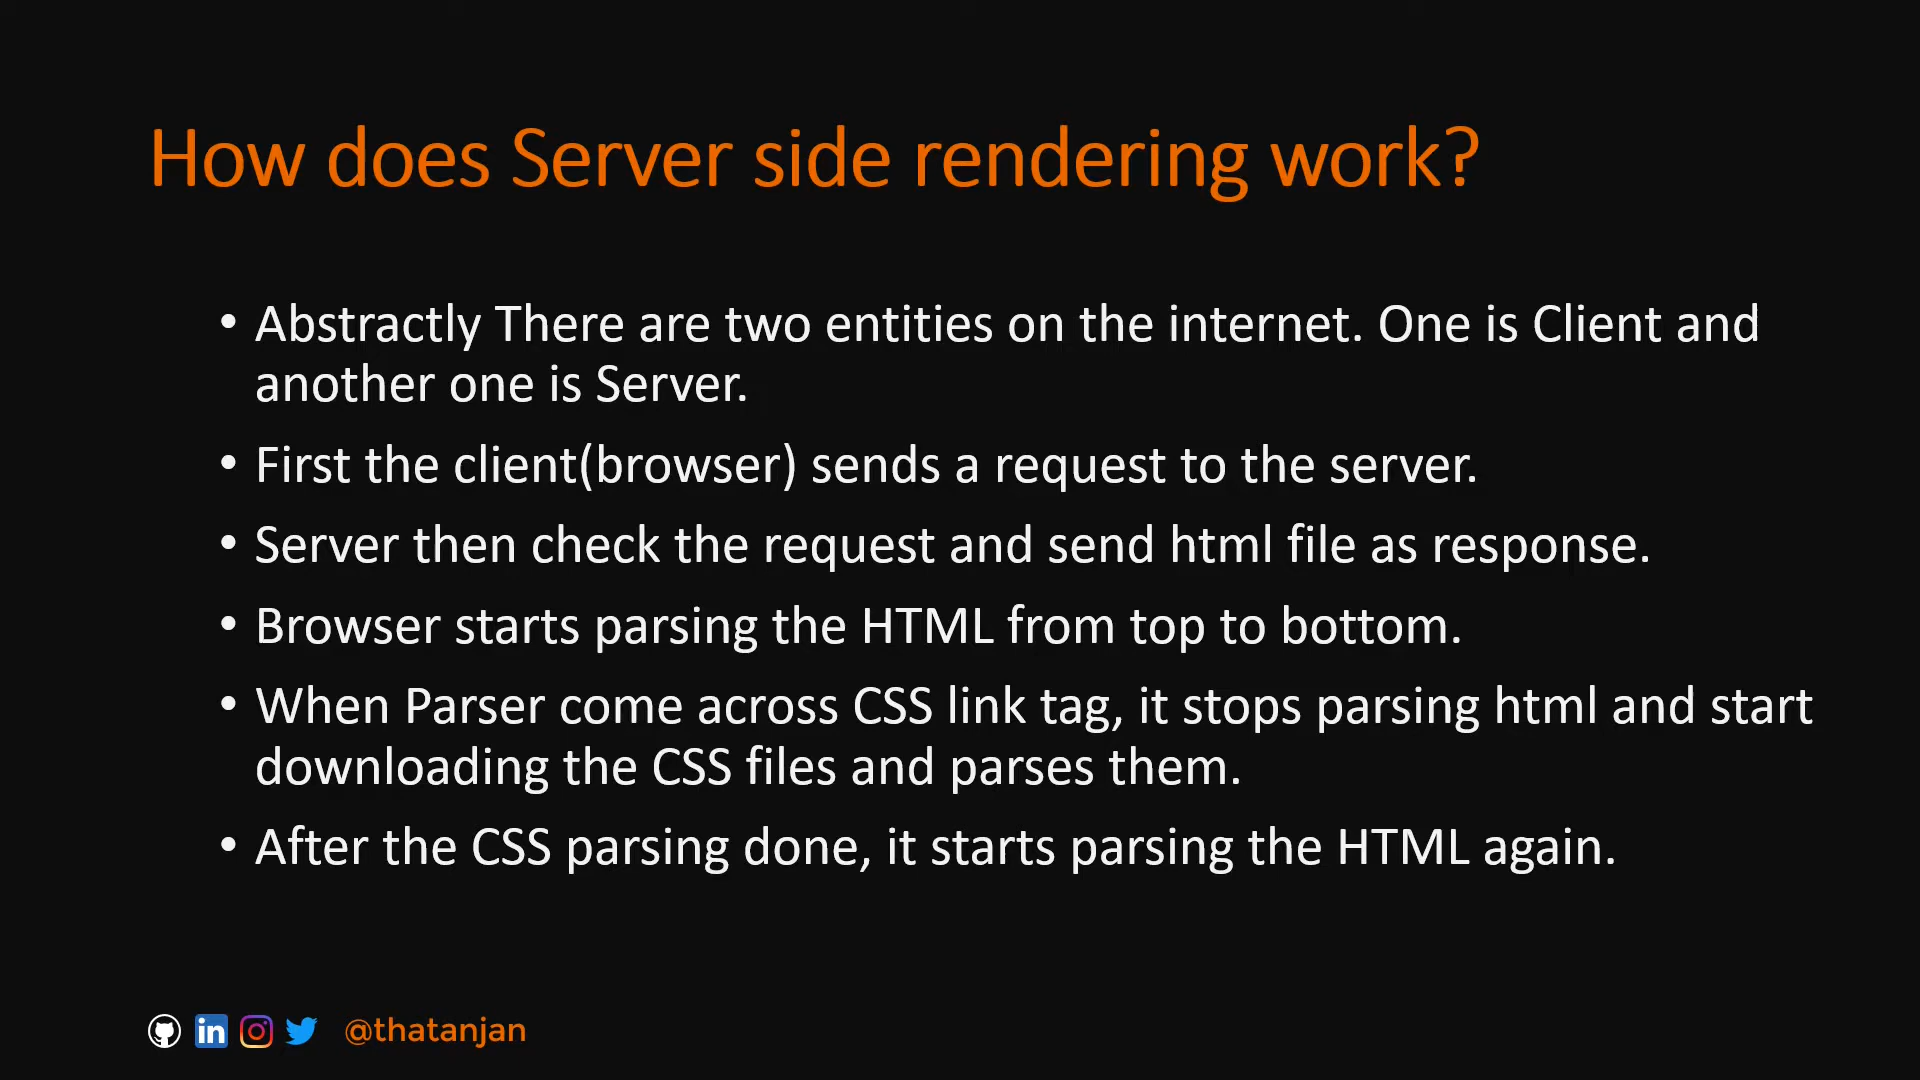 How does Server side rendering work?
• Abstractly There are two entities on the internet. One is Client and
another one is Server.
• First the client(browser) sends a request to the server.
• Server then check the request and send html file as response.
• Browser starts parsing the HTML from top to bottom.
• When Parser come across CSS link tag, it stops parsing html and start
downloading the CSS files and parses them.
• After the CSS parsing done, it starts parsing the HTML again.
in @thatanjan